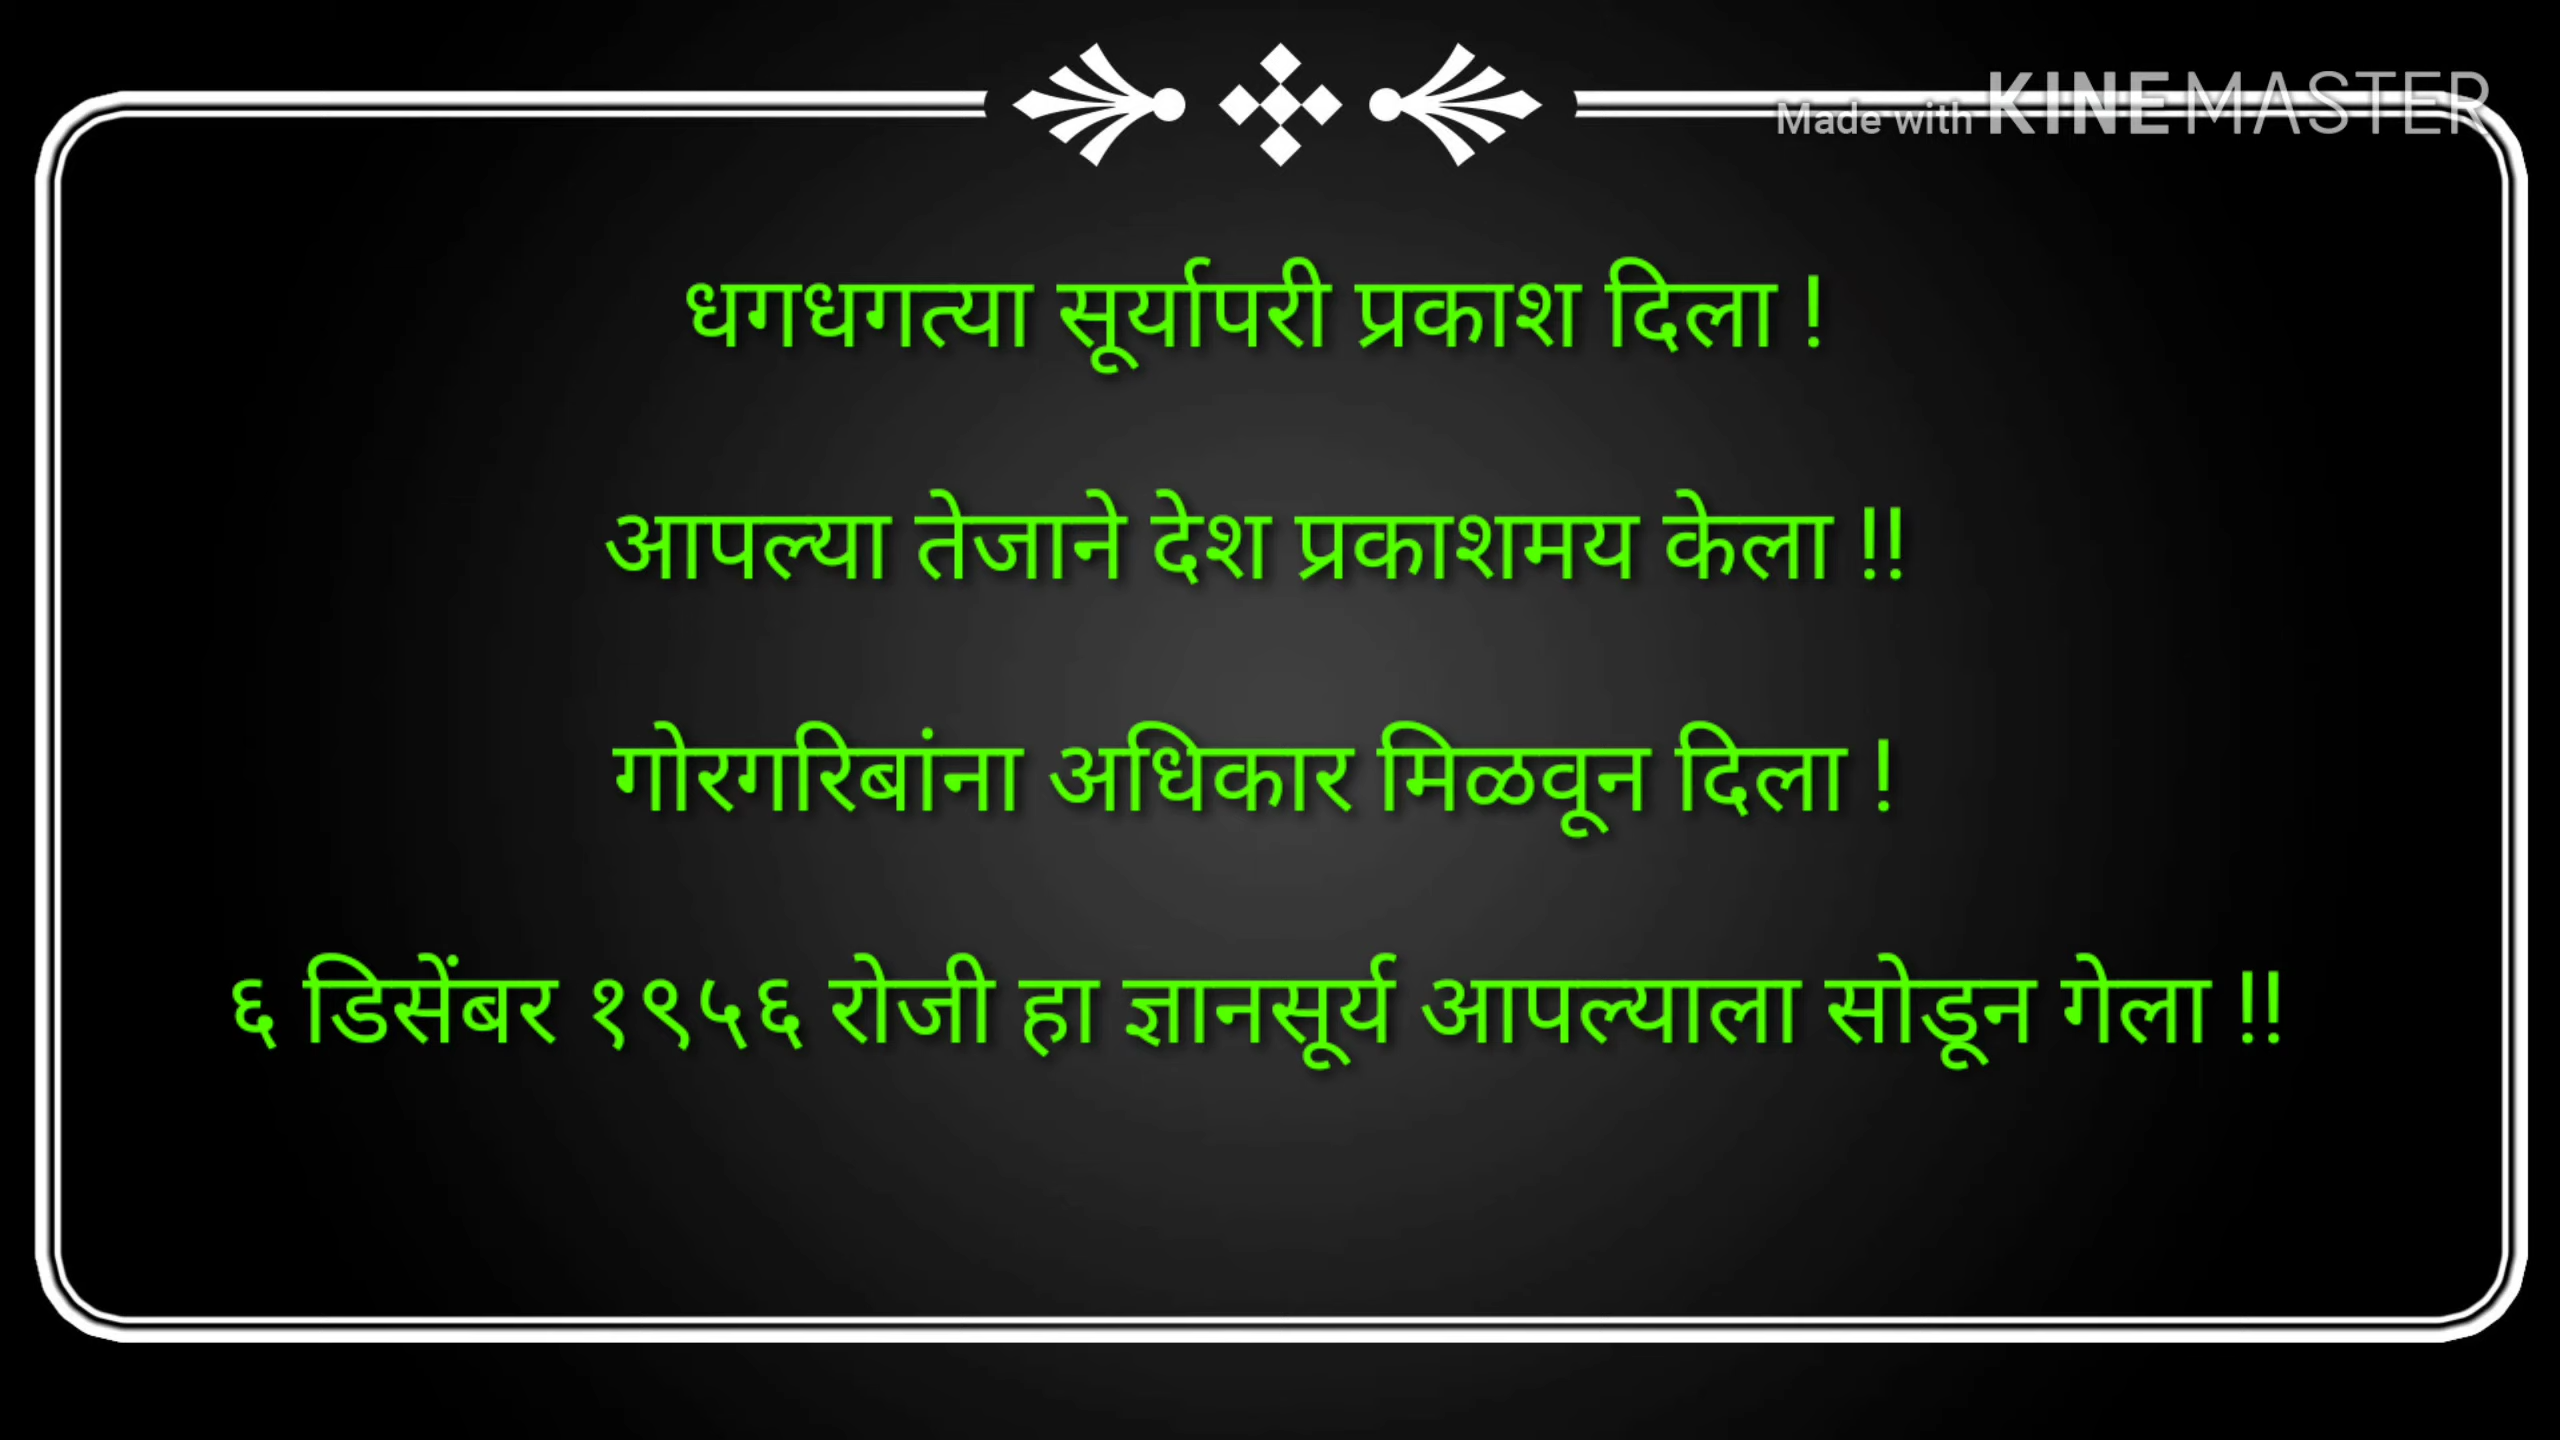 Made with KINEMASTER
धगधगत्या सूर्यापरी प्रकाश दिला !
आपल्या तेजाने देश प्रकाशमय केला !!
गोरगरिबांना अधिकार मिळवून दिला !
६ डिसेंबर १९५६ रोजी हा ज्ञानसूर्य आपल्याला सोडून गेला !!